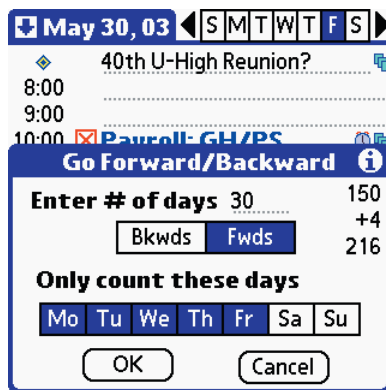 May 30, 03 S M T W T F S
40th U-High Reunion?
8:00
9:00
10:00 Payroll: GH/PS
Go Forward/Backward
Enter # of days 30 150
+4
Bkwds Fwds 216
Only count these days
Mo Tu We Th Fr Sa Su
OK Cancel